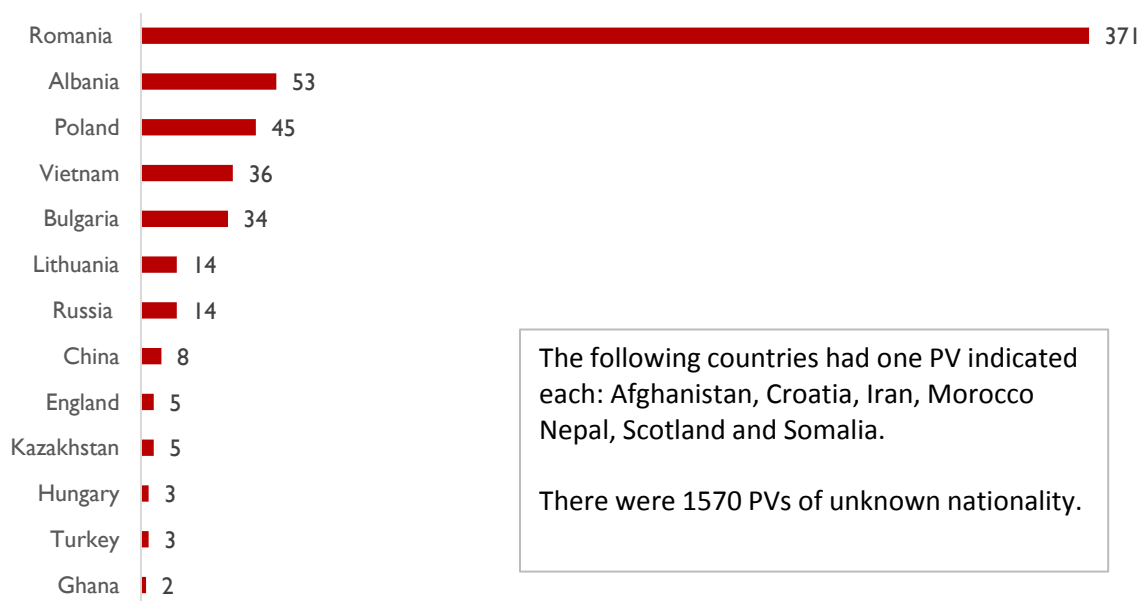 Romania 371
Albania 53
Poland 45
Vietnam 36
Bulgaria 34
Lithuania 14
Russia 14
China 8
England 5
Kazakhstan 5
Hungary 3
Turkey 3
Ghana 2
The following countries had one PV indicated
each: Afghanistan, Croatia, Iran, Morocco
Nepal, Scotland and Somalia.
There were 1570 PVs of unknown nationality.